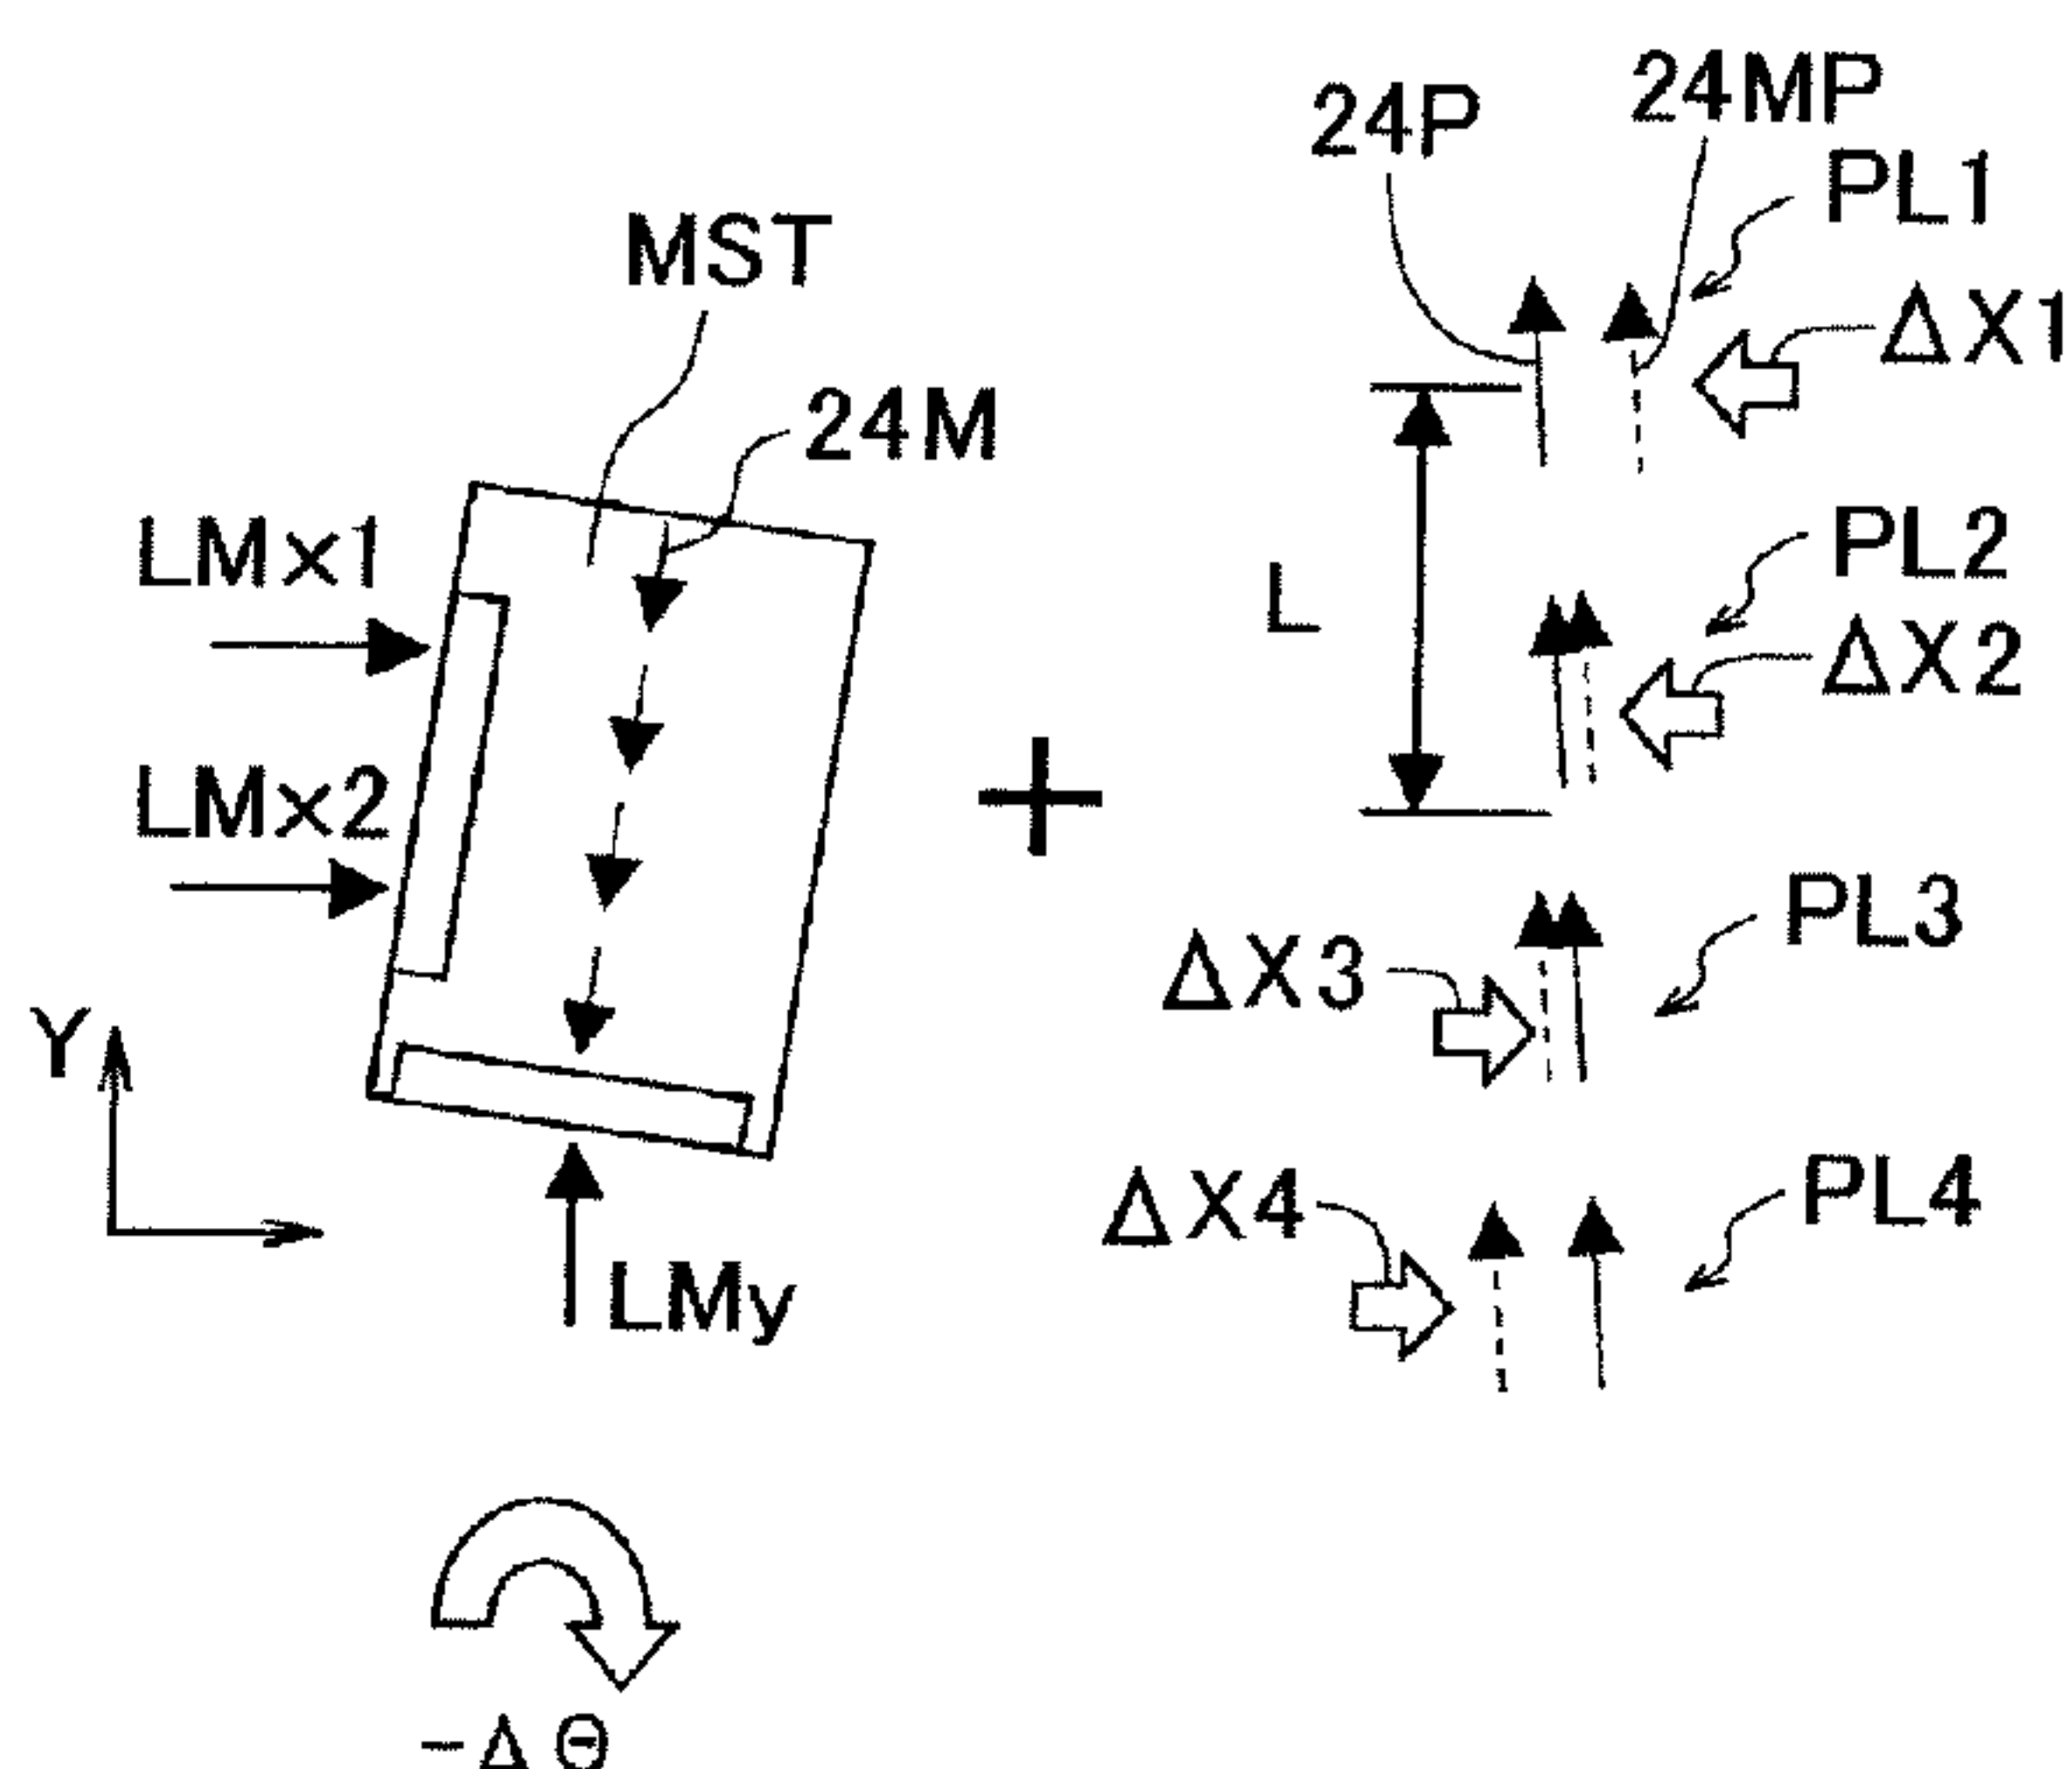 24P
24MP
PL1
ΔX1
MST
24M
LMx1
PL2
L
ΔX2
LMx2
PL3
ΔX3
Y
ΔX4
PL4
LMy
-ΔΘ